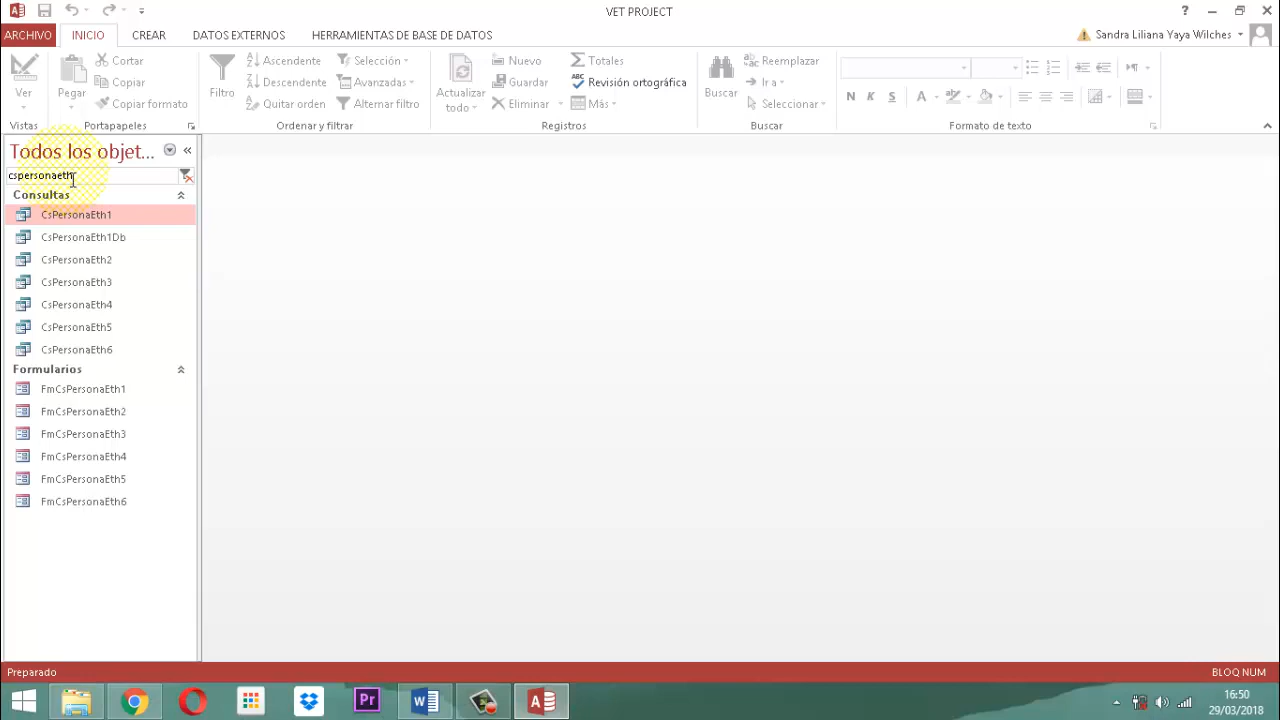 VET PROJECT
?
ARCHIVO INICIO CREAR DATOS EXTERNOS HERRAMIENTAS DE BASE DE DATOS Sandra Liliana Yaya Wilches
Ver
Vistas
Pegar
Cortar
Copiar
Copiar formato
Portapapeles
Filtro
Ascendente
Descendente
Quitar ord
Selección
Avanzadas
ar filtro
Ordenar y filtrar
Actualizar
todo
Nuevo
Guardar
Eliminar
Totales
Revisión ortográfica
Más
Registros
Buscar
Reemplazar
Ir a
Seleccionar
Buscar
N K S A
Formato de texto
Todos los objet...
cspersonaeth
Consultas
CsPersonaEth1
CsPersonaEth1Db
CsPersonaEth2
CsPersonaEth3
CsPersonaEth4
CsPersonaEth5
CsPersonaEth6
Formularios
FmCsPersonaEth1
FmCsPersonaEth2
FmCsPersonaEth3
FmCsPersonaEth4
FmCsPersonaEth5
FmCsPersonaEth6
Preparado
BLOQ NUM
Pr
16:50
29/03/2018